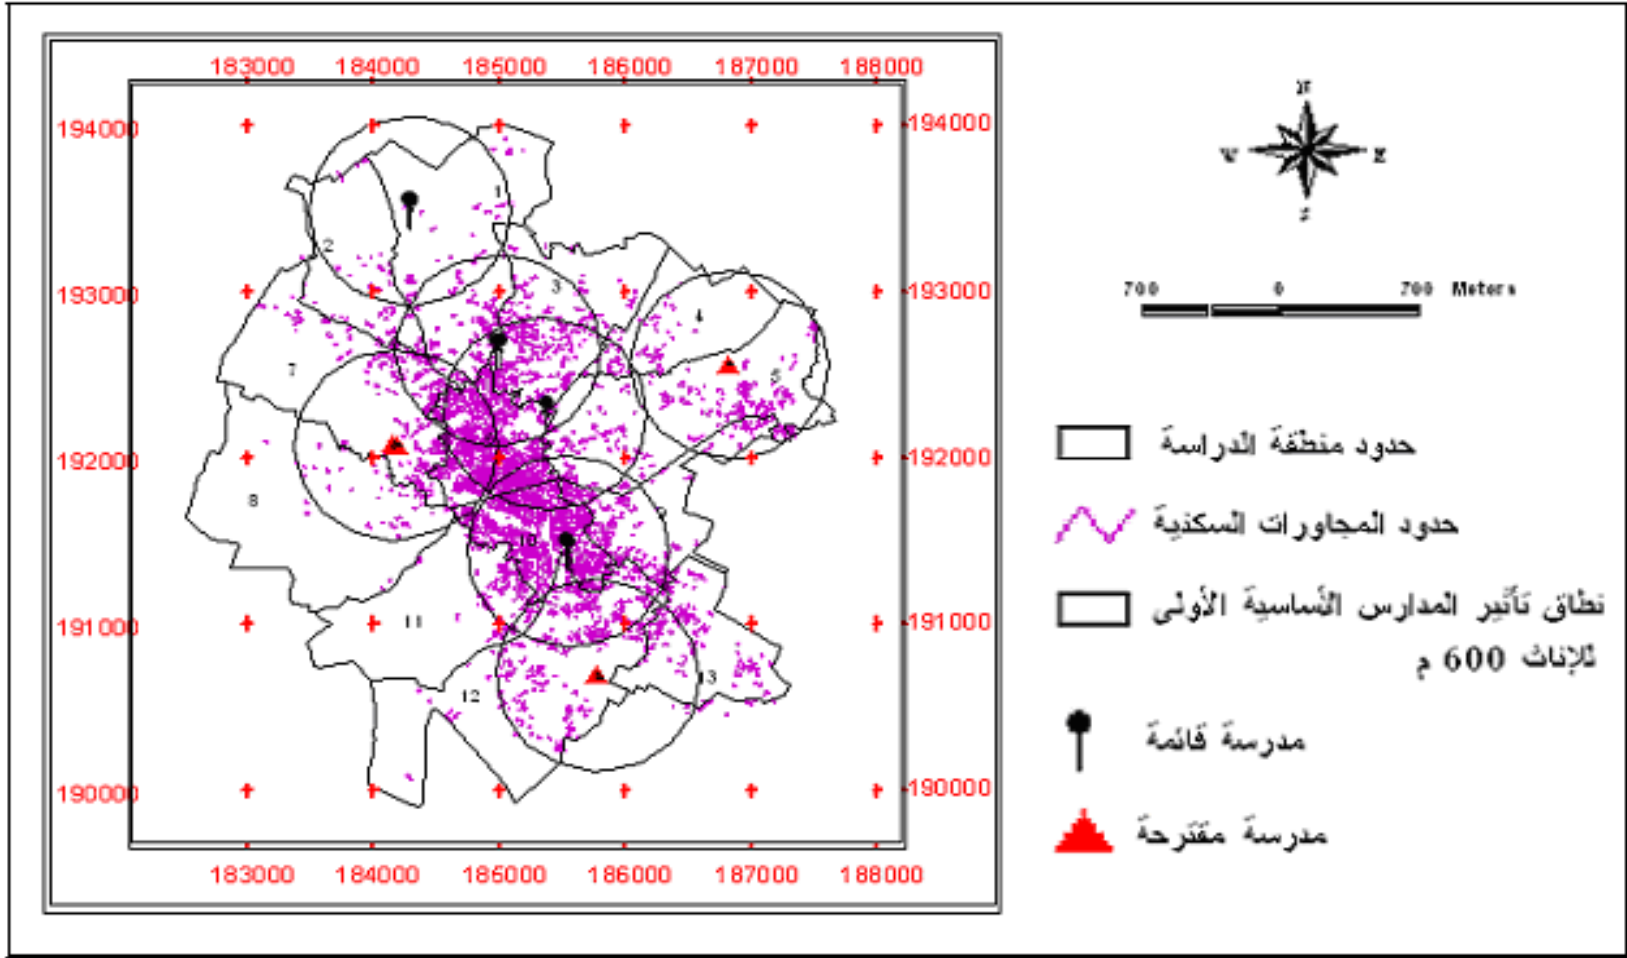 183000 184000 185000 186000 187000 188000
194000 194000
193000 193000
192000 192000
191000 191000
190000 190000
183000 184000 185000 186000 187000 188000
1
2
3
4
5
7
8
10
11
12
13
N
W E
S
700 0 700 Meters
حدود منطقة الدراسة
حدود المجاورات السكنية
نطاق تأثير المدارس الأساسية الأولى
للإناث 600 م
مدرسة قائمة
مدرسة مقترحة